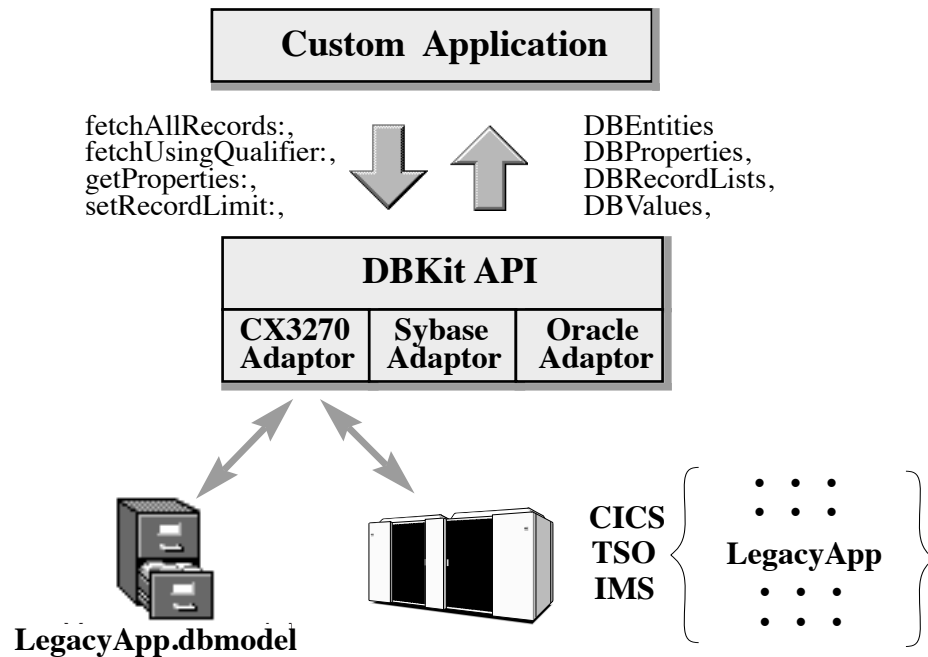 Custom Application
fetchAllRecords:,
fetchUsingQualifier:,
getProperties:,
setRecordLimit:,
DBEntities
DBProperties,
DBRecordLists,
DBValues,
DBKit API
CX3270
Adaptor
Sybase
Adaptor
Oracle
Adaptor
CICS
TSO
IMS
LegacyApp
LegacyApp.dbmodel